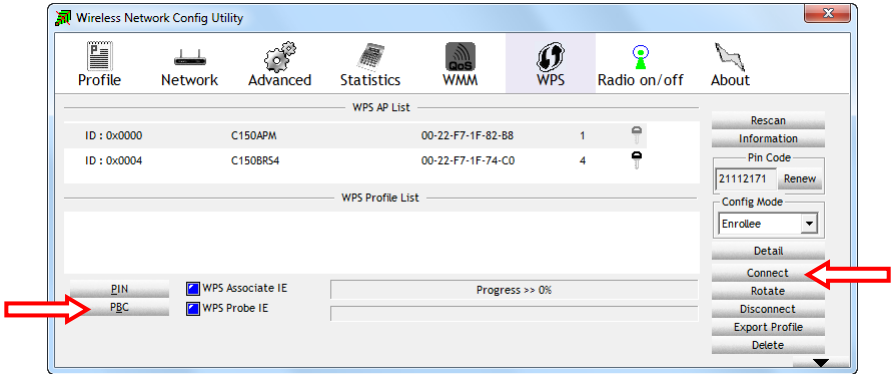 Wireless Network Config Utility
Profile Network Advanced Statistics WMM WPS Radio on/off About
QoS
WPS AP List
ID : 0x0000 C150APM 00-22-F7-1F-82-B8 1
ID : 0x0004 C150BRS4 00-22-F7-1F-74-C0 4
WPS Profile List
Rescan
Information
Pin Code
21112171 Renew
Config Mode
Enrollee
Detail
Connect
Rotate
Disconnect
Export Profile
Delete
PIN WPS Associate IE Progress >> 0%
PBC WPS Probe IE